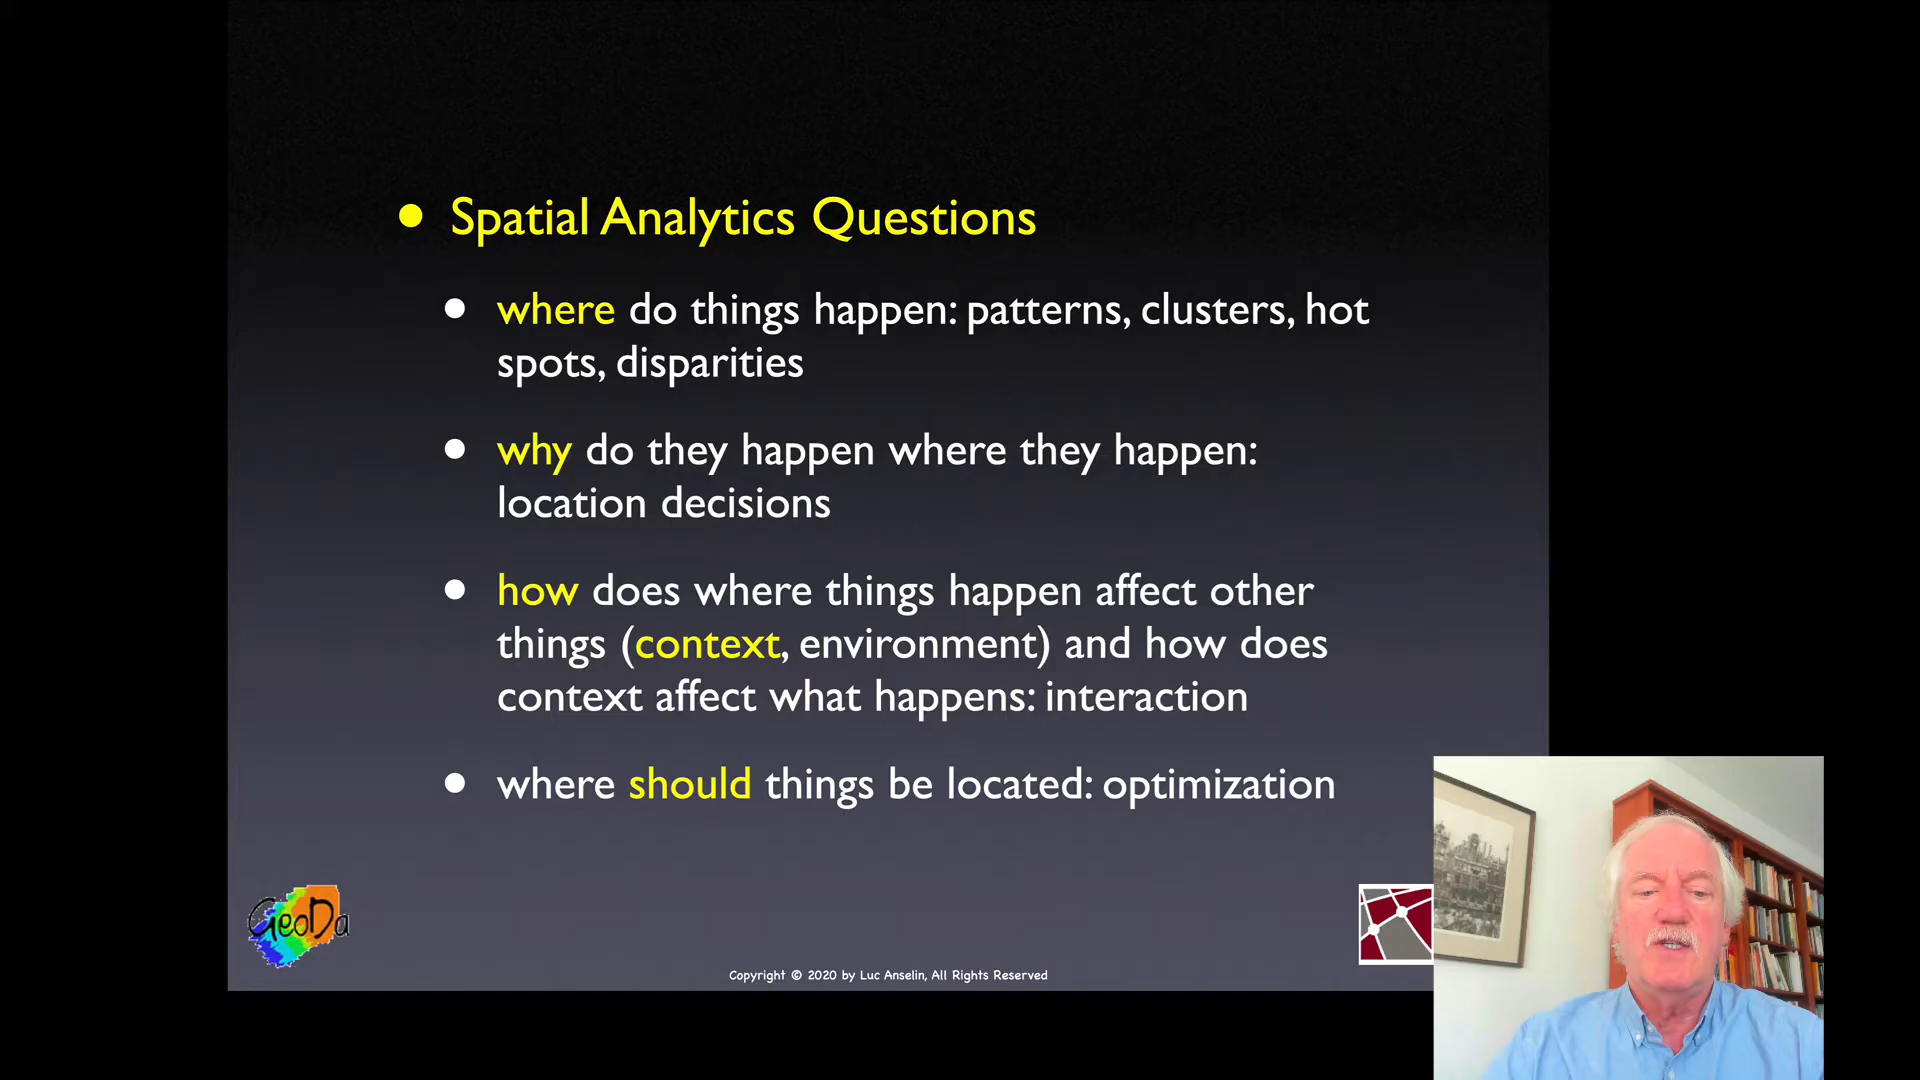 Spatial Analytics Questions
where do things happen: patterns, clusters, hot
spots, disparities
why do they happen where they happen:
location decisions
how does where things happen affect other
things (context, environment) and how does
context affect what happens: interaction
where should things be located: optimization
GeoDa
Copyright © 2020 by Luc Anselin, All Rights Reserved